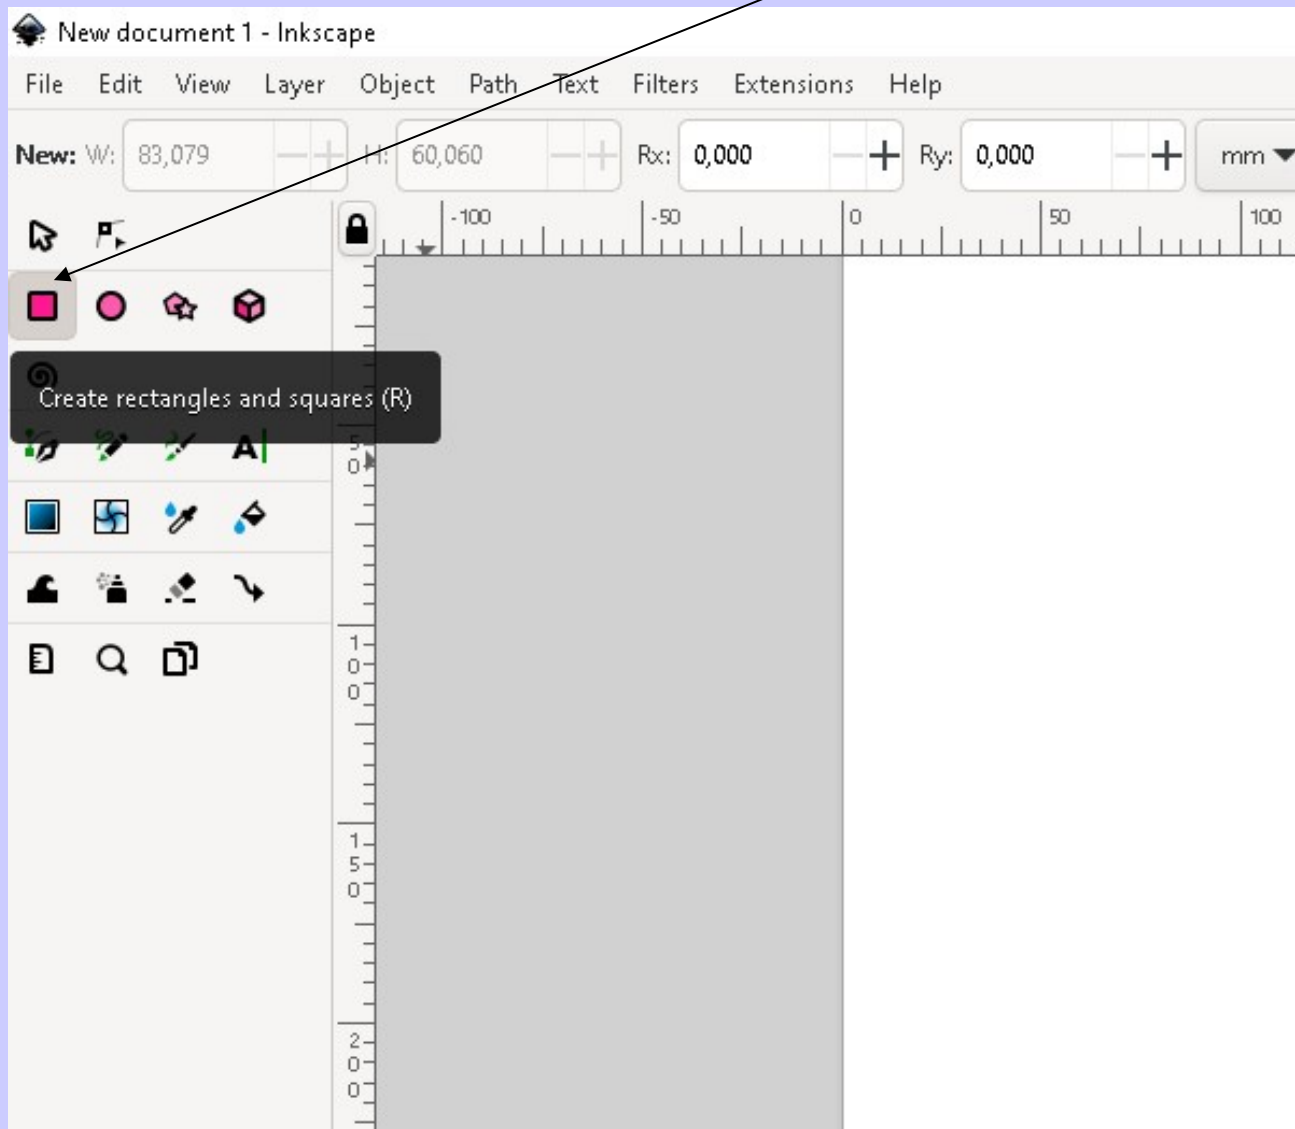 New document 1 - Inkscape
File Edit View Layer Object Path Text Filters Extensions Help
New: W: 83,079 H: 60,060 Rx: 0,000 Ry: 0,000 mm
-100 -50 0 50 100
Create rectangles and squares (R)
A
50
100
150
200